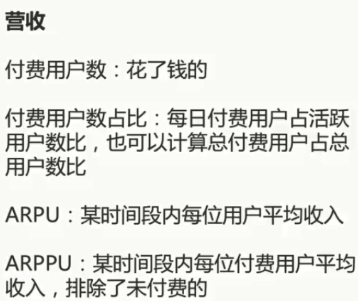 营收
付费用户数：花了钱的
付费用户数占比：每日付费用户占活跃
用户数比，也可以计算总付费用户占总
用户数比
ARPU：某时间段内每位用户平均收入
ARPPU：某时间段内每位付费用户平均
收入，排除了未付费的